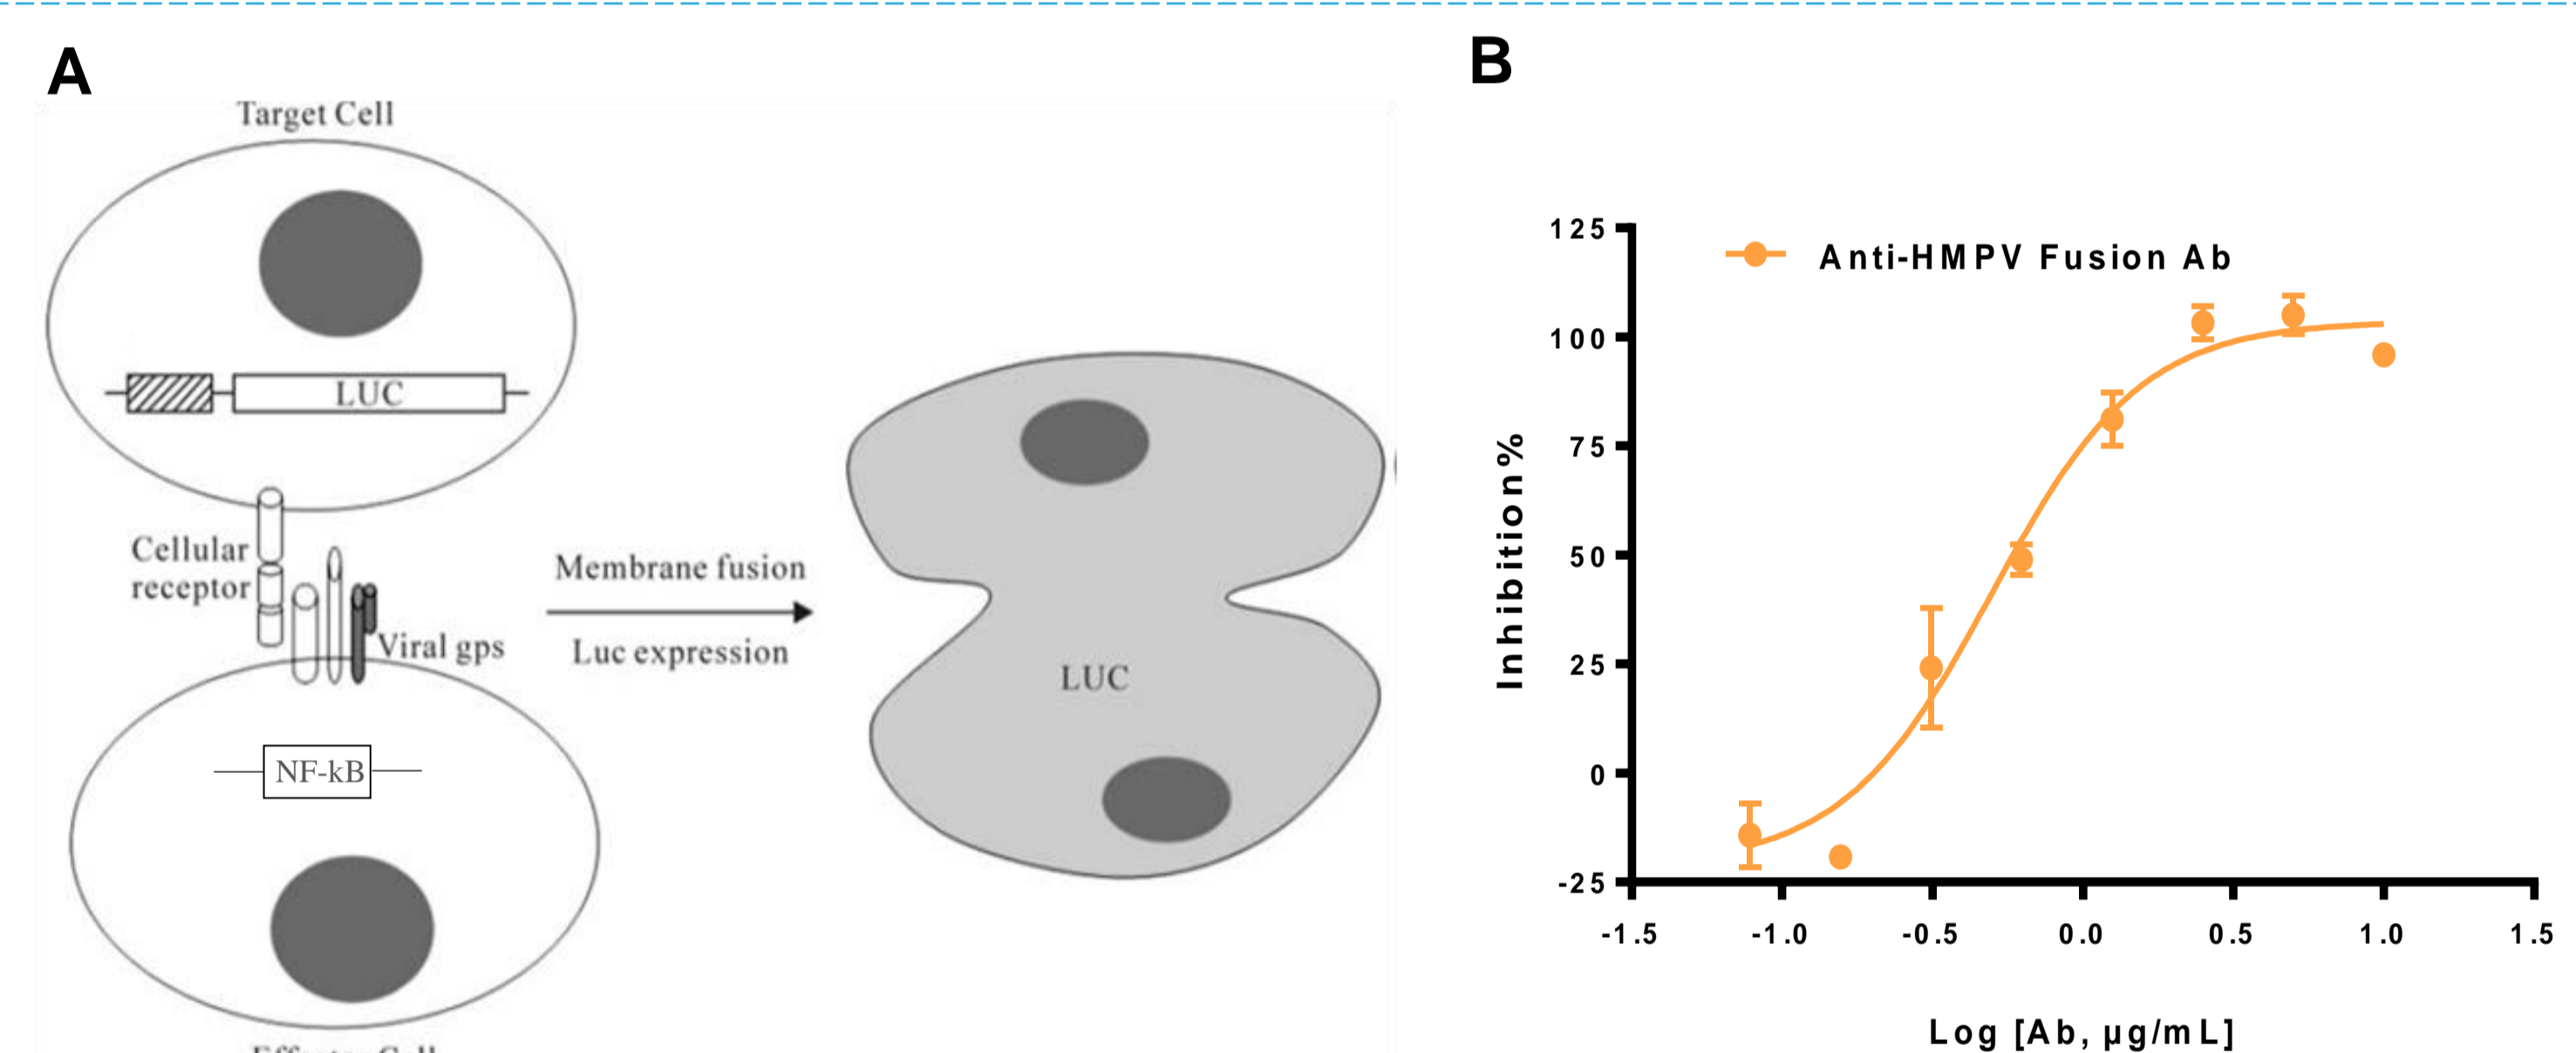 A
Target Cell
LUC
Cellular
receptor
Viral gps
NF-kB
Effector Cell
Membrane fusion
Luc expression
LUC
B
Anti-HMPV Fusion Ab
Inhibition%
125
100
75
50
25
0
-25
-1.5 -1.0 -0.5 0.0 0.5 1.0 1.5
Log [Ab, µg/mL]